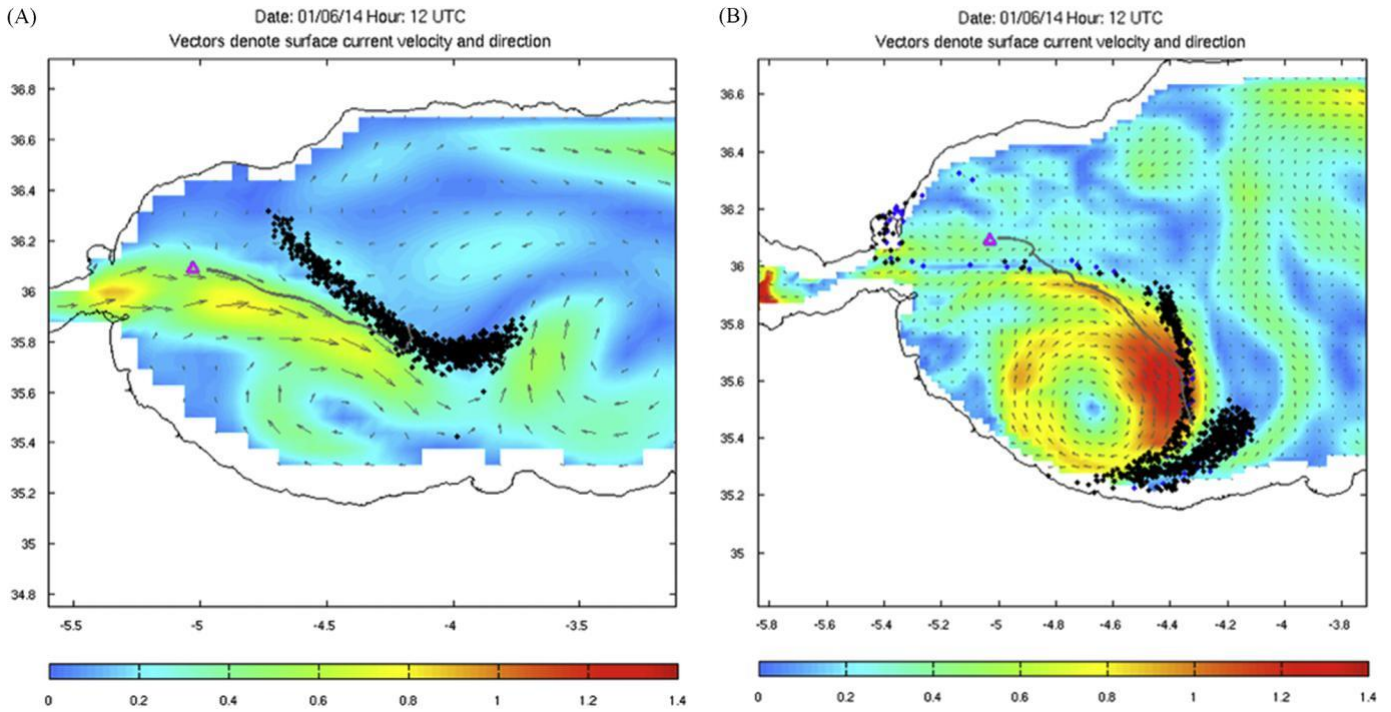 (A)
Date: 01/06/14 Hour: 12 UTC
Vectors denote surface current velocity and direction
36.8
36.6
36.4
36.2
36
35.8
35.6
35.4
35.2
35
34.8
-5.5 -5 -4.5 -4 -3.5
0 0.2 0.4 0.6 0.8 1 1.2 1.4
(B)
Date: 01/06/14 Hour: 12 UTC
Vectors denote surface current velocity and direction
36.6
36.4
36.2
36
35.8
35.6
35.4
35.2
35
-5.8 -5.6 -5.4 -5.2 -5 -4.8 -4.6 -4.4 -4.2 -4 -3.8
0 0.2 0.4 0.6 0.8 1 1.2 1.4